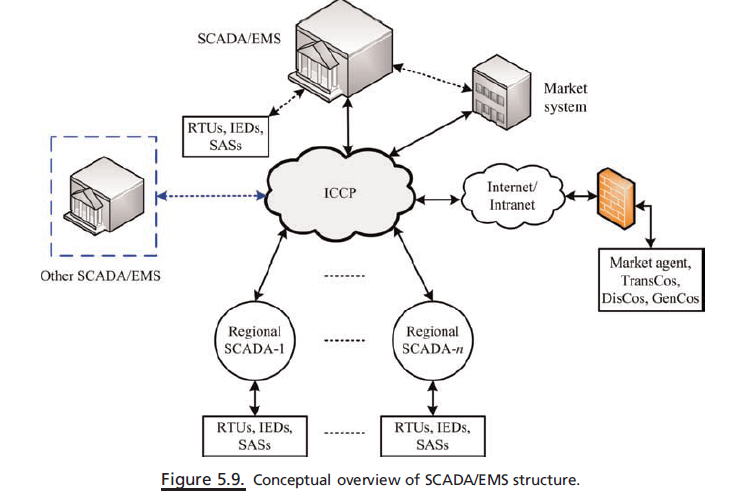 SCADA/EMS
Market
system
RTUs, IEDs,
SASs
ICCP
Internet/
Intranet
Other SCADA/EMS
Market agent,
TransCos,
DisCos, GenCos
Regional
SCADA-1
Regional
SCADA-n
RTUs, IEDs,
SASs
RTUs, IEDs,
SASs
Figure 5.9. Conceptual overview of SCADA/EMS structure.